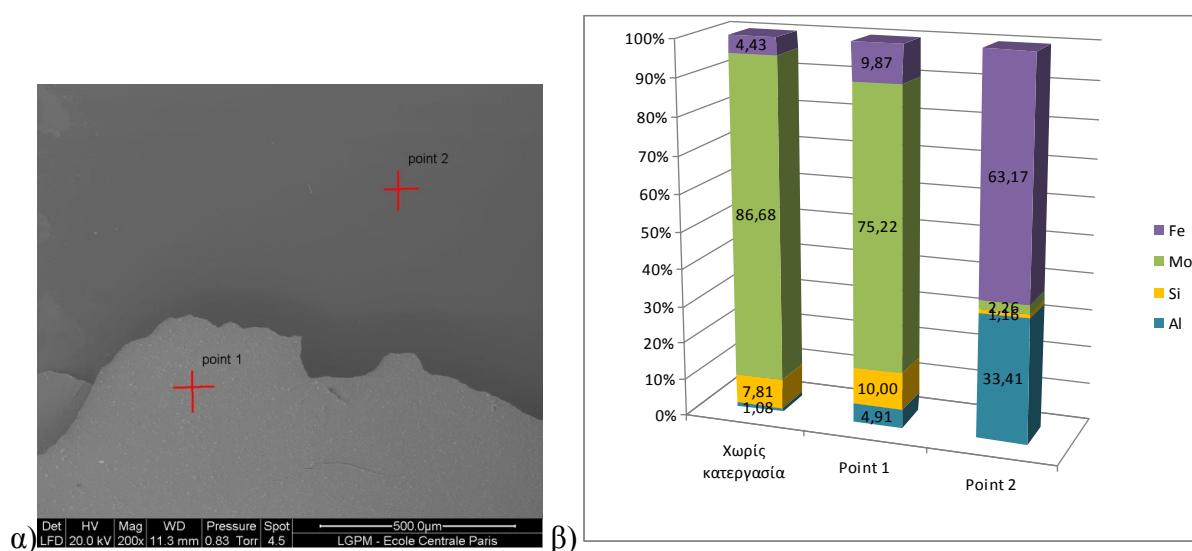 point 2
point 1
Det HV Mag WD Pressure Spot 500.0μm
LFD 20.0 kV 200x 11.3 mm 0.83 Torr 4.5 LGPM - Ecole Centrale Paris
α)
100%
90%
80%
70%
60%
50%
40%
30%
20%
10%
0%
4,43
86,68
7,81
1,08
9,87
75,22
10,00
4,91
63,17
2,26
1,16
33,41
Χωρίς
κατεργασία
Point 1
Point 2
Fe
Mo
Si
Al
β)